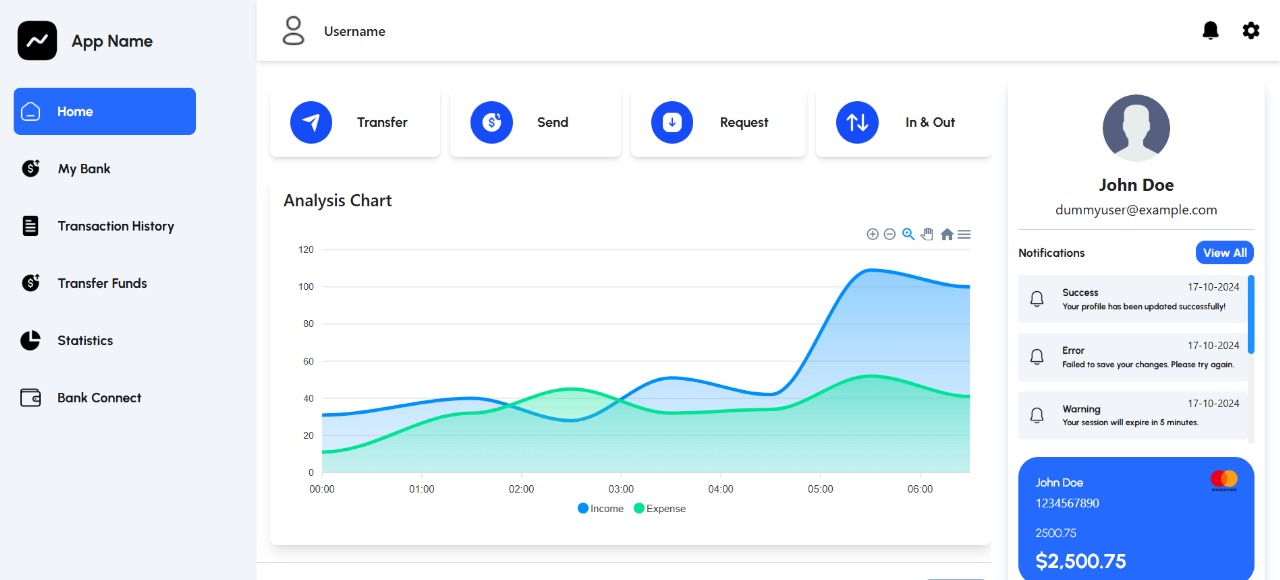 App Name
Home
My Bank
Transaction History
Transfer Funds
Statistics
Bank Connect
Username
Transfer
Send
Request
In & Out
Analysis Chart
120
100
80
60
40
20
0
00:00 01:00 02:00 03:00 04:00 05:00 06:00
Income Expense
John Doe
dummyuser@example.com
Notifications View All
Success 17-10-2024
Your profile has been updated successfully!
Error 17-10-2024
Failed to save your changes. Please try again.
Warning 17-10-2024
Your session will expire in 5 minutes.
John Doe
1234567890
2500.75
$2,500.75